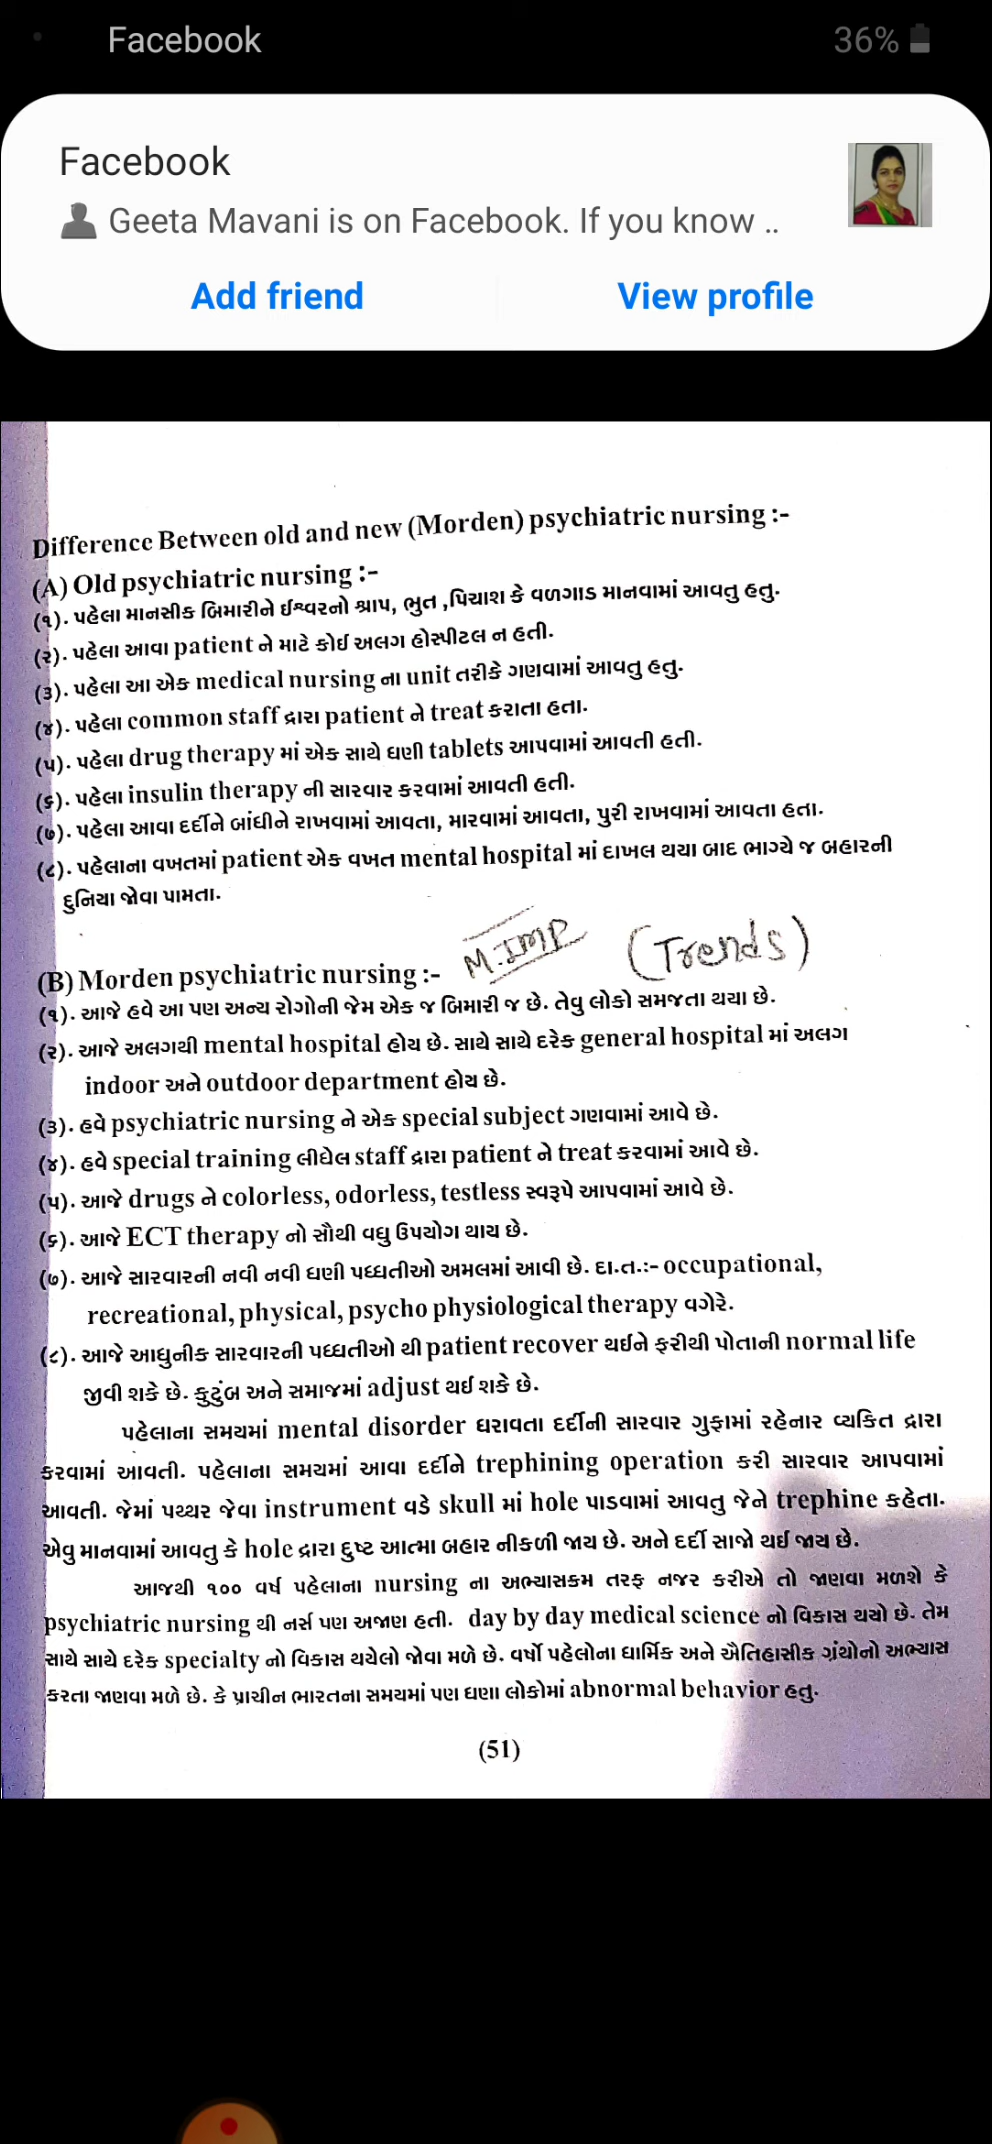 Facebook
36%
Facebook
Geeta Mavani is on Facebook. If you know ..
Add friend
View profile
Difference Between old and new (Morden) psychiatric nursing :-
(A) Old psychiatric nursing :-
(૧). પહેલા માનસીક બિમારીને ઈશ્વરનો શ્રાપ, ભુત ,પિચાશ કે વળગાડ માનવામાં આવતુ હતુ.
(૨). પહેલા આવા patient ને માટે કોઈ અલગ હોસ્પીટલ ન હતી.
(૩). પહેલા આ એક medical nursing ના unit તરીકે ગણવામાં આવતુ હતુ.
(૪). પહેલા common staff દ્વારા patient ને treat કરાતા હતા.
(૫). પહેલા drug therapy માં એક સાથે ઘણી tablets આપવામાં આવતી હતી.
(૬). પહેલા insulin therapy ની સારવાર કરવામાં આવતી હતી.
(૭). પહેલા આવા દર્દીને બાંધીને રાખવામાં આવતા, મારવામાં આવતા, પુરી રાખવામાં આવતા હતા.
(૮). પહેલાના વખતમાં patient એક વખત mental hospital માં દાખલ થયા બાદ ભાગ્યે જ બહારની
દુનિયા જોવા પામતા.
M.IMP (Trends)
(B) Morden psychiatric nursing :-
(૧). આજે હવે આ પણ અન્ય રોગોની જેમ એક જ બિમારી જ છે. તેવુ લોકો સમજતા થયા છે.
(૨). આજે અલગથી mental hospital હોય છે. સાથે સાથે દરેક general hospital માં અલગ
indoor અને outdoor department હોય છે.
(૩). હવે psychiatric nursing ને એક special subject ગણવામાં આવે છે.
(૪). હવે special training લીધેલ staff દ્વારા patient ને treat કરવામાં આવે છે.
(૫). આજે drugs ને colorless, odorless, testless સ્વરૂપે આપવામાં આવે છે.
(૬). આજે ECT therapy નો સૌથી વધુ ઉપયોગ થાય છે.
(૭). આજે સારવારની નવી નવી ઘણી પધ્ધતીઓ અમલમાં આવી છે. દા.ત.:- occupational,
recreational, physical, psycho physiological therapy વગેરે.
(૮). આજે આધુનીક સારવારની પધ્ધતીઓ થી patient recover થઈને ફરીથી પોતાની normal life
જીવી શકે છે. કુટુંબ અને સમાજમાં adjust થઈ શકે છે.
પહેલાના સમયમાં mental disorder ધરાવતા દર્દીની સારવાર ગુફામાં રહેનાર વ્યકિત દ્વારા
કરવામાં આવતી. પહેલાના સમયમાં આવા દર્દીને trephining operation કરી સારવાર આપવામાં
આવતી. જેમાં પથ્થર જેવા instrument વડે skull માં hole પાડવામાં આવતુ જેને trephine કહેતા.
એવુ માનવામાં આવતુ કે hole દ્વારા દુષ્ટ આત્મા બહાર નીકળી જાય છે. અને દર્દી સાજો થઈ જાય છે.
આજથી ૧૦૦ વર્ષ પહેલાના nursing ના અભ્યાસક્રમ તરફ નજર કરીએ તો જાણવા મળશે કે
psychiatric nursing થી નર્સ પણ અજાણ હતી. day by day medical science નો વિકાસ થયો છે. તેમ
સાથે સાથે દરેક specialty નો વિકાસ થયેલો જોવા મળે છે. વર્ષો પહેલોના ધાર્મિક અને ઐતિહાસીક ગ્રંથોનો અભ્યાસ
કરતા જાણવા મળે છે. કે પ્રાચીન ભારતના સમયમાં પણ ઘણા લોકોમાં abnormal behavior હતુ.
(51)